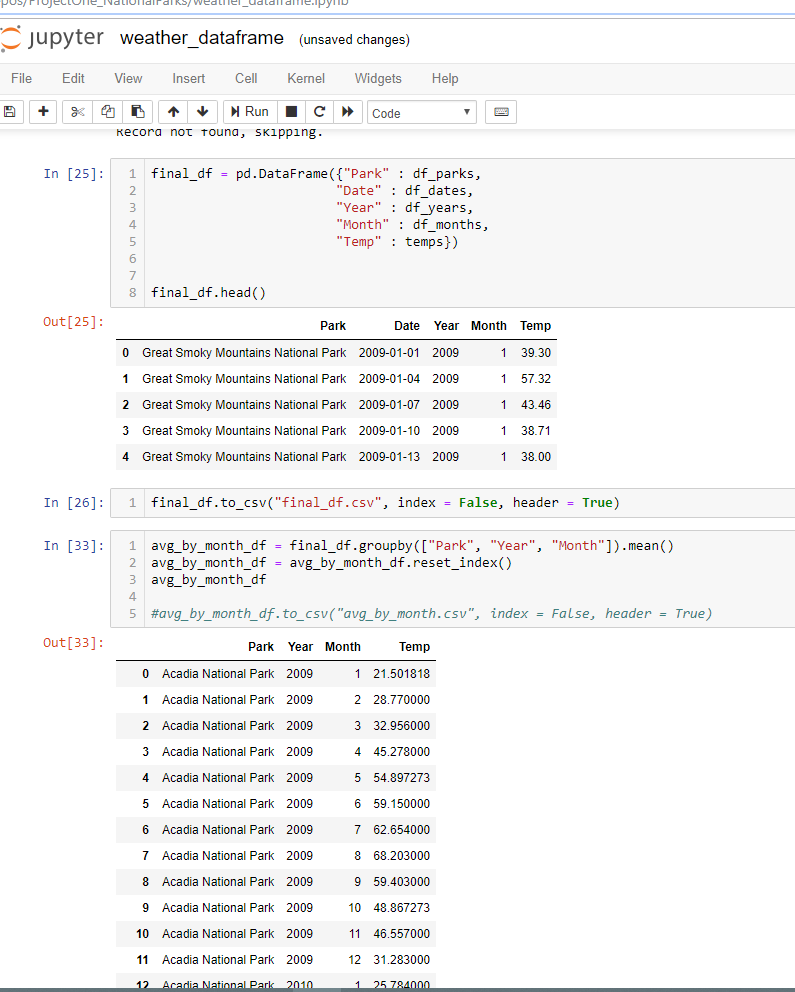 pos/ProjectOne_NationalParks/weather_dataframe.ipynb
jupyter weather_dataframe (unsaved changes)
File Edit View Insert Cell Kernel Widgets Help
Run Code
Record not found, skipping.
In [25]:
1 final_df = pd.DataFrame({"Park" : df_parks,
2 "Date" : df_dates,
3 "Year" : df_years,
4 "Month" : df_months,
5 "Temp" : temps})
6
7
8 final_df.head()
Out[25]:
Park Date Year Month Temp
0 Great Smoky Mountains National Park 2009-01-01 2009 1 39.30
1 Great Smoky Mountains National Park 2009-01-04 2009 1 57.32
2 Great Smoky Mountains National Park 2009-01-07 2009 1 43.46
3 Great Smoky Mountains National Park 2009-01-10 2009 1 38.71
4 Great Smoky Mountains National Park 2009-01-13 2009 1 38.00
In [26]:
1 final_df.to_csv("final_df.csv", index = False, header = True)
In [33]:
1 avg_by_month_df = final_df.groupby(["Park", "Year", "Month"]).mean()
2 avg_by_month_df = avg_by_month_df.reset_index()
3 avg_by_month_df
4
5 #avg_by_month_df.to_csv("avg_by_month.csv", index = False, header = True)
Out[33]:
Park Year Month Temp
0 Acadia National Park 2009 1 21.501818
1 Acadia National Park 2009 2 28.770000
2 Acadia National Park 2009 3 32.956000
3 Acadia National Park 2009 4 45.278000
4 Acadia National Park 2009 5 54.897273
5 Acadia National Park 2009 6 59.150000
6 Acadia National Park 2009 7 62.654000
7 Acadia National Park 2009 8 68.203000
8 Acadia National Park 2009 9 59.403000
9 Acadia National Park 2009 10 48.867273
10 Acadia National Park 2009 11 46.557000
11 Acadia National Park 2009 12 31.283000
12 Acadia National Park 2010 1 25.784000